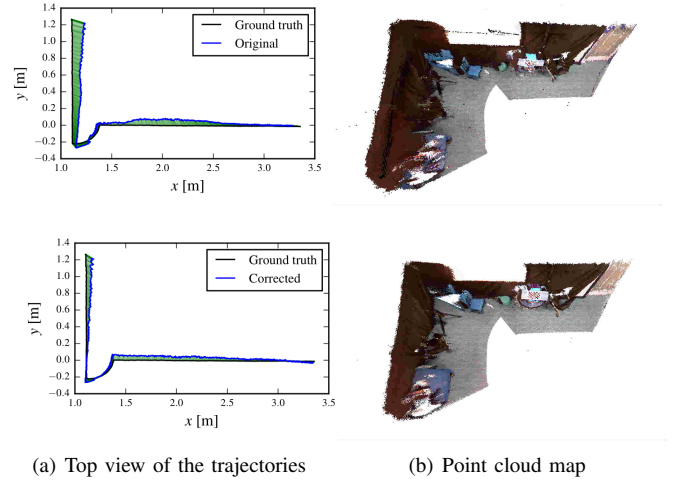 1.4
1.2
1.0
0.8
0.6
0.4
0.2
0.0
−0.2
−0.4
y [m]
Ground truth
Original
1.0 1.5 2.0 2.5 3.0 3.5
x [m]
1.4
1.2
1.0
0.8
0.6
0.4
0.2
0.0
−0.2
−0.4
y [m]
Ground truth
Corrected
1.0 1.5 2.0 2.5 3.0 3.5
x [m]
(a) Top view of the trajectories
(b) Point cloud map